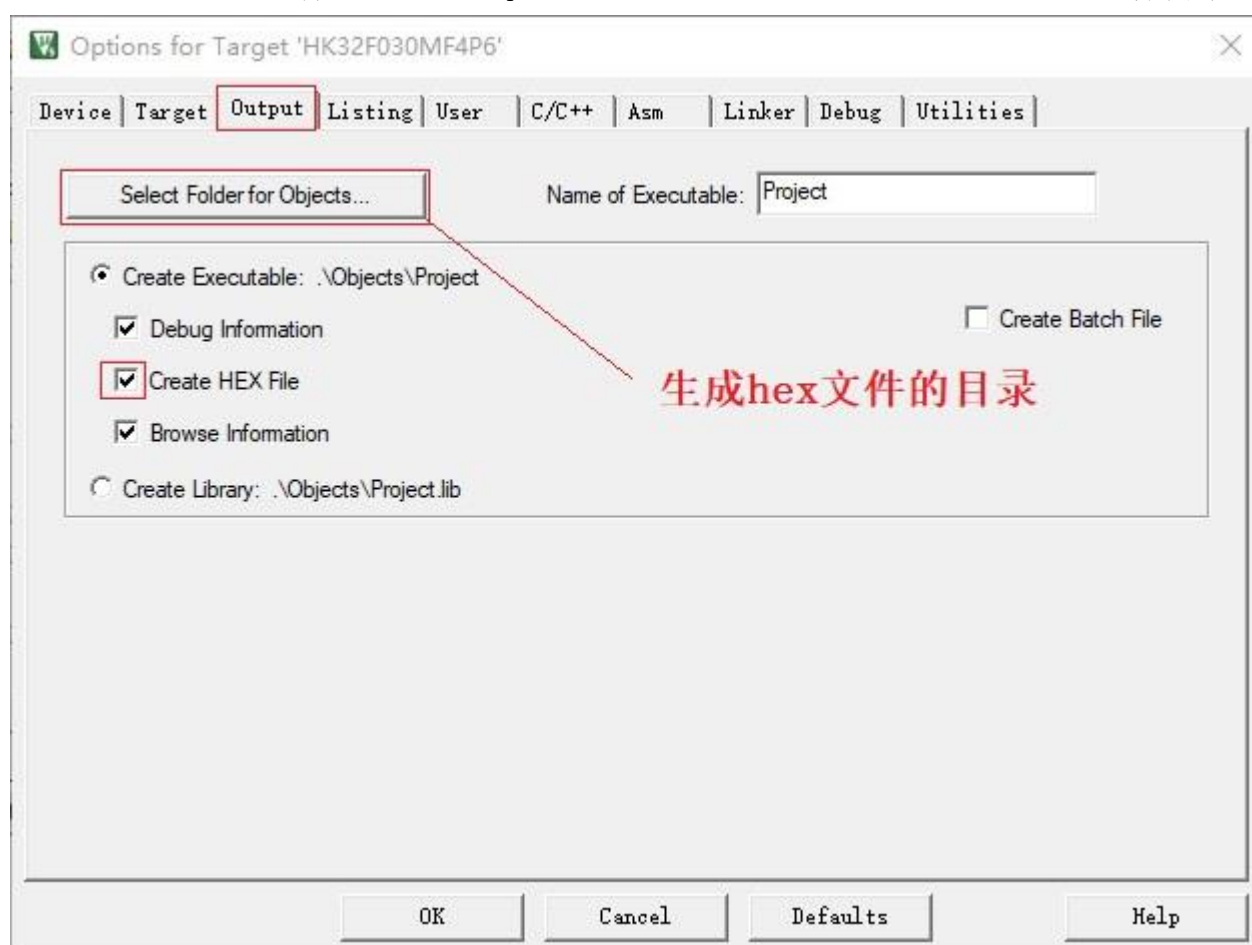 Options for Target 'HK32F030MF4P6'
Device Target Output Listing User C/C++ Asm Linker Debug Utilities
Select Folder for Objects... Name of Executable: Project
Create Executable: .\Objects\Project
Debug Information Create Batch File
Create HEX File
生成hex文件的目录
Browse Information
Create Library: .\Objects\Project.lib
OK Cancel Defaults Help